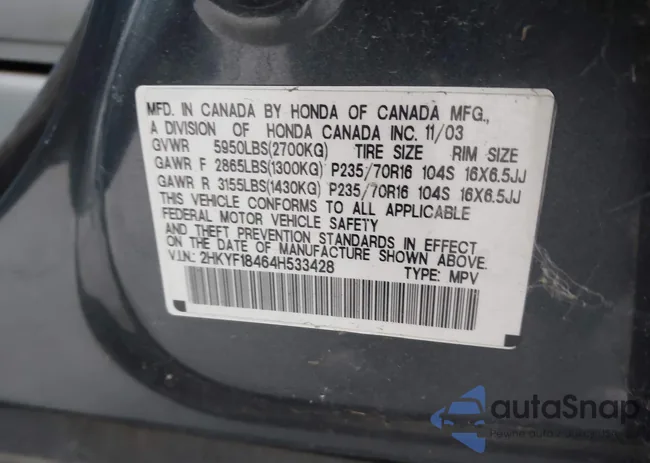 MFD. IN CANADA BY HONDA OF CANADA MFG.,
A DIVISION OF HONDA CANADA INC. 11/03
GVWR 5950LBS(2700KG) TIRE SIZE RIM SIZE
GAWR F 2865LBS(1300KG) P235/70R16 104S 16X6.5JJ
GAWR R 3155LBS(1430KG) P235/70R16 104S 16X6.5JJ
THIS VEHICLE CONFORMS TO ALL APPLICABLE
FEDERAL MOTOR VEHICLE SAFETY
AND THEFT PREVENTION STANDARDS IN EFFECT
ON THE DATE OF MANUFACTURE SHOWN ABOVE.
V.I.N.: 2HKYF18464H533428 TYPE: MPV
autoSnap